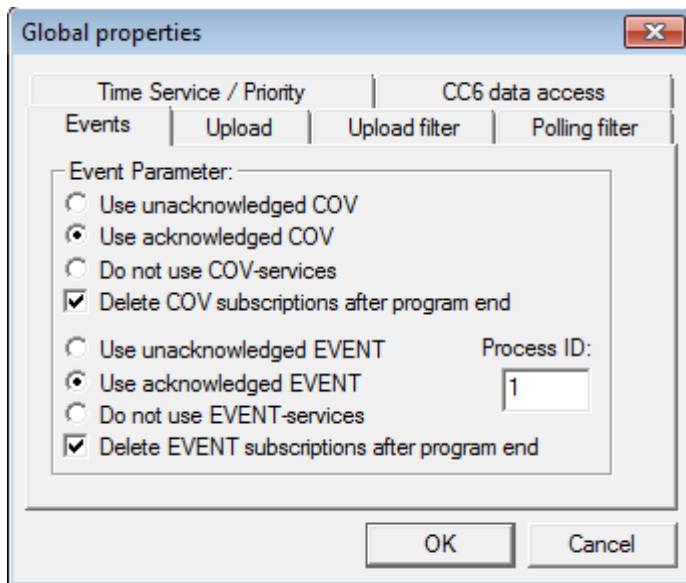 Global properties
Time Service / Priority
CC6 data access
Events
Upload
Upload filter
Polling filter
Event Parameter:
Use unacknowledged COV
Use acknowledged COV
Do not use COV-services
Delete COV subscriptions after program end
Use unacknowledged EVENT
Process ID:
Use acknowledged EVENT
1
Do not use EVENT-services
Delete EVENT subscriptions after program end
OK
Cancel